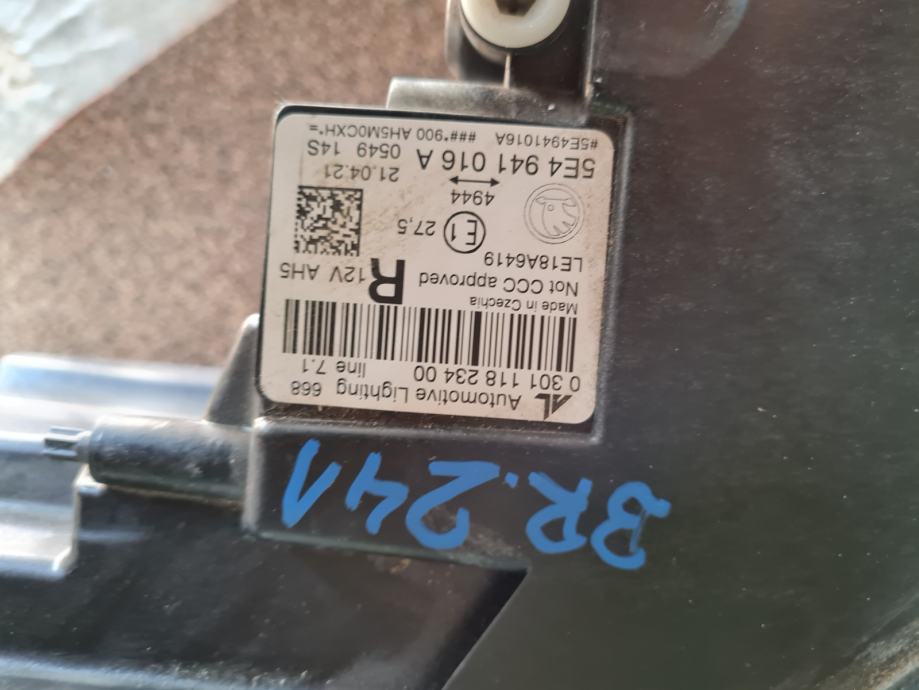 Automotive Lighting 668
0 301 118 234 00 line 7.1
Made in Czechia
Not CCC approved R 12V AH5
LE18A6419
E1 27,5
4944
5E4 941 016 A 0549 14S 21.04.21
#5E4941016A ###*900 AH5M0CXH*=
BR.241